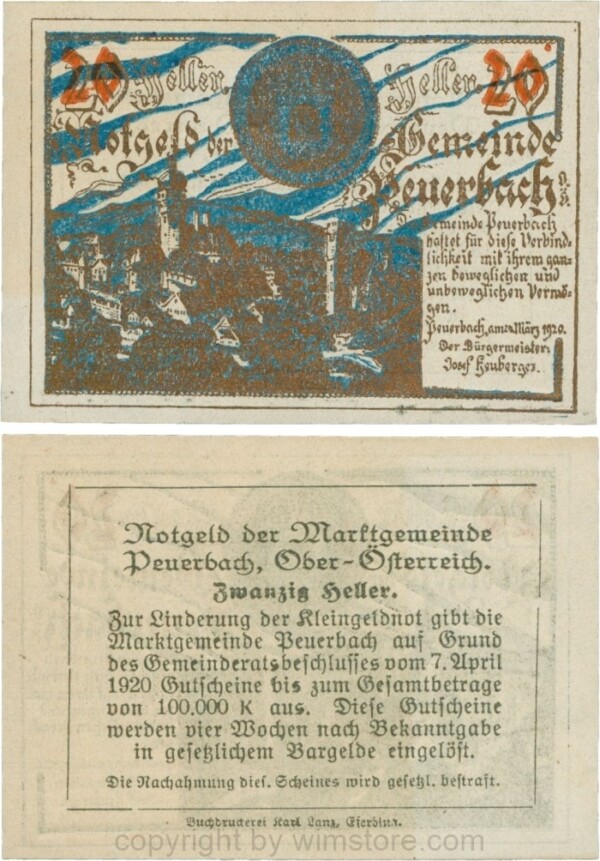 20 Heller. Heller. 20
Notgeld der Gemeinde
Peuerbach O.Ö.
Gemeinde Peuerbach
haftet für diese Verbind-
lichkeit mit ihrem gan-
zen beweglichen und
unbeweglichen Vermö-
gen.
Peuerbach, am März 1920.
Der Bürgermeister:
Josef Heuberger.
Notgeld der Marktgemeinde
Peuerbach, Ober-Österreich.
Zwanzig Heller.
Zur Linderung der Kleingeldnot gibt die
Marktgemeinde Peuerbach auf Grund
des Gemeinderatsbeschlusses vom 7. April
1920 Gutscheine bis zum Gesamtbetrage
von 100.000 K aus. Diese Gutscheine
werden vier Wochen nach Bekanntgabe
in gesetzlichem Bargelde eingelöst.
Die Nachahmung dies. Scheines wird gesetzl. bestraft.
Buchdruckerei Karl Lanz, Eferding.
copyright by wimstore.com